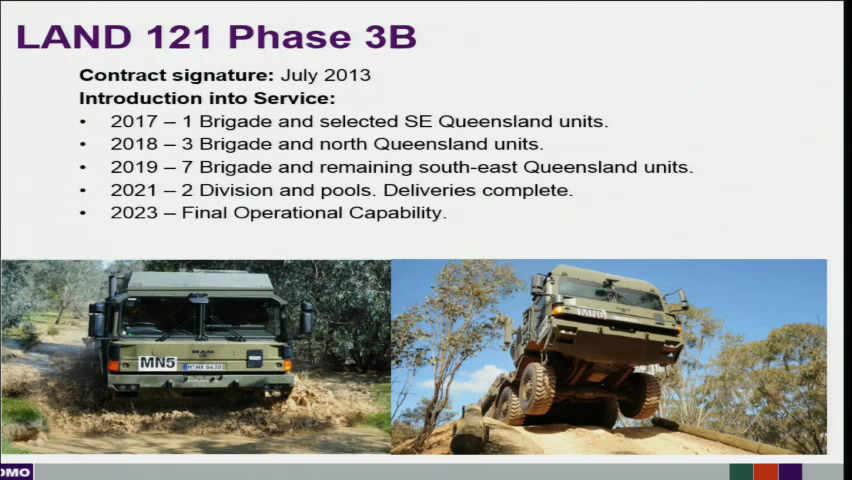 LAND 121 Phase 3B
Contract signature: July 2013
Introduction into Service:
• 2017 – 1 Brigade and selected SE Queensland units.
• 2018 – 3 Brigade and north Queensland units.
• 2019 – 7 Brigade and remaining south-east Queensland units.
• 2021 – 2 Division and pools. Deliveries complete.
• 2023 – Final Operational Capability.
MAN
MN5
DMO